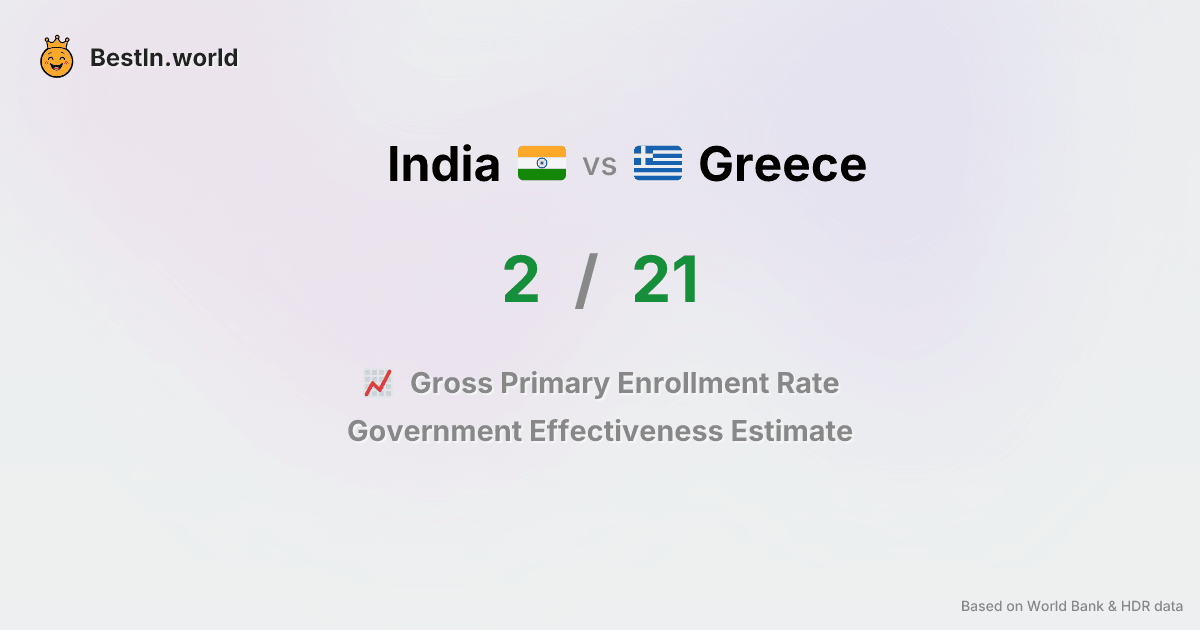 BestIn.world
India vs Greece
2 / 21
Gross Primary Enrollment Rate
Government Effectiveness Estimate
Based on World Bank & HDR data